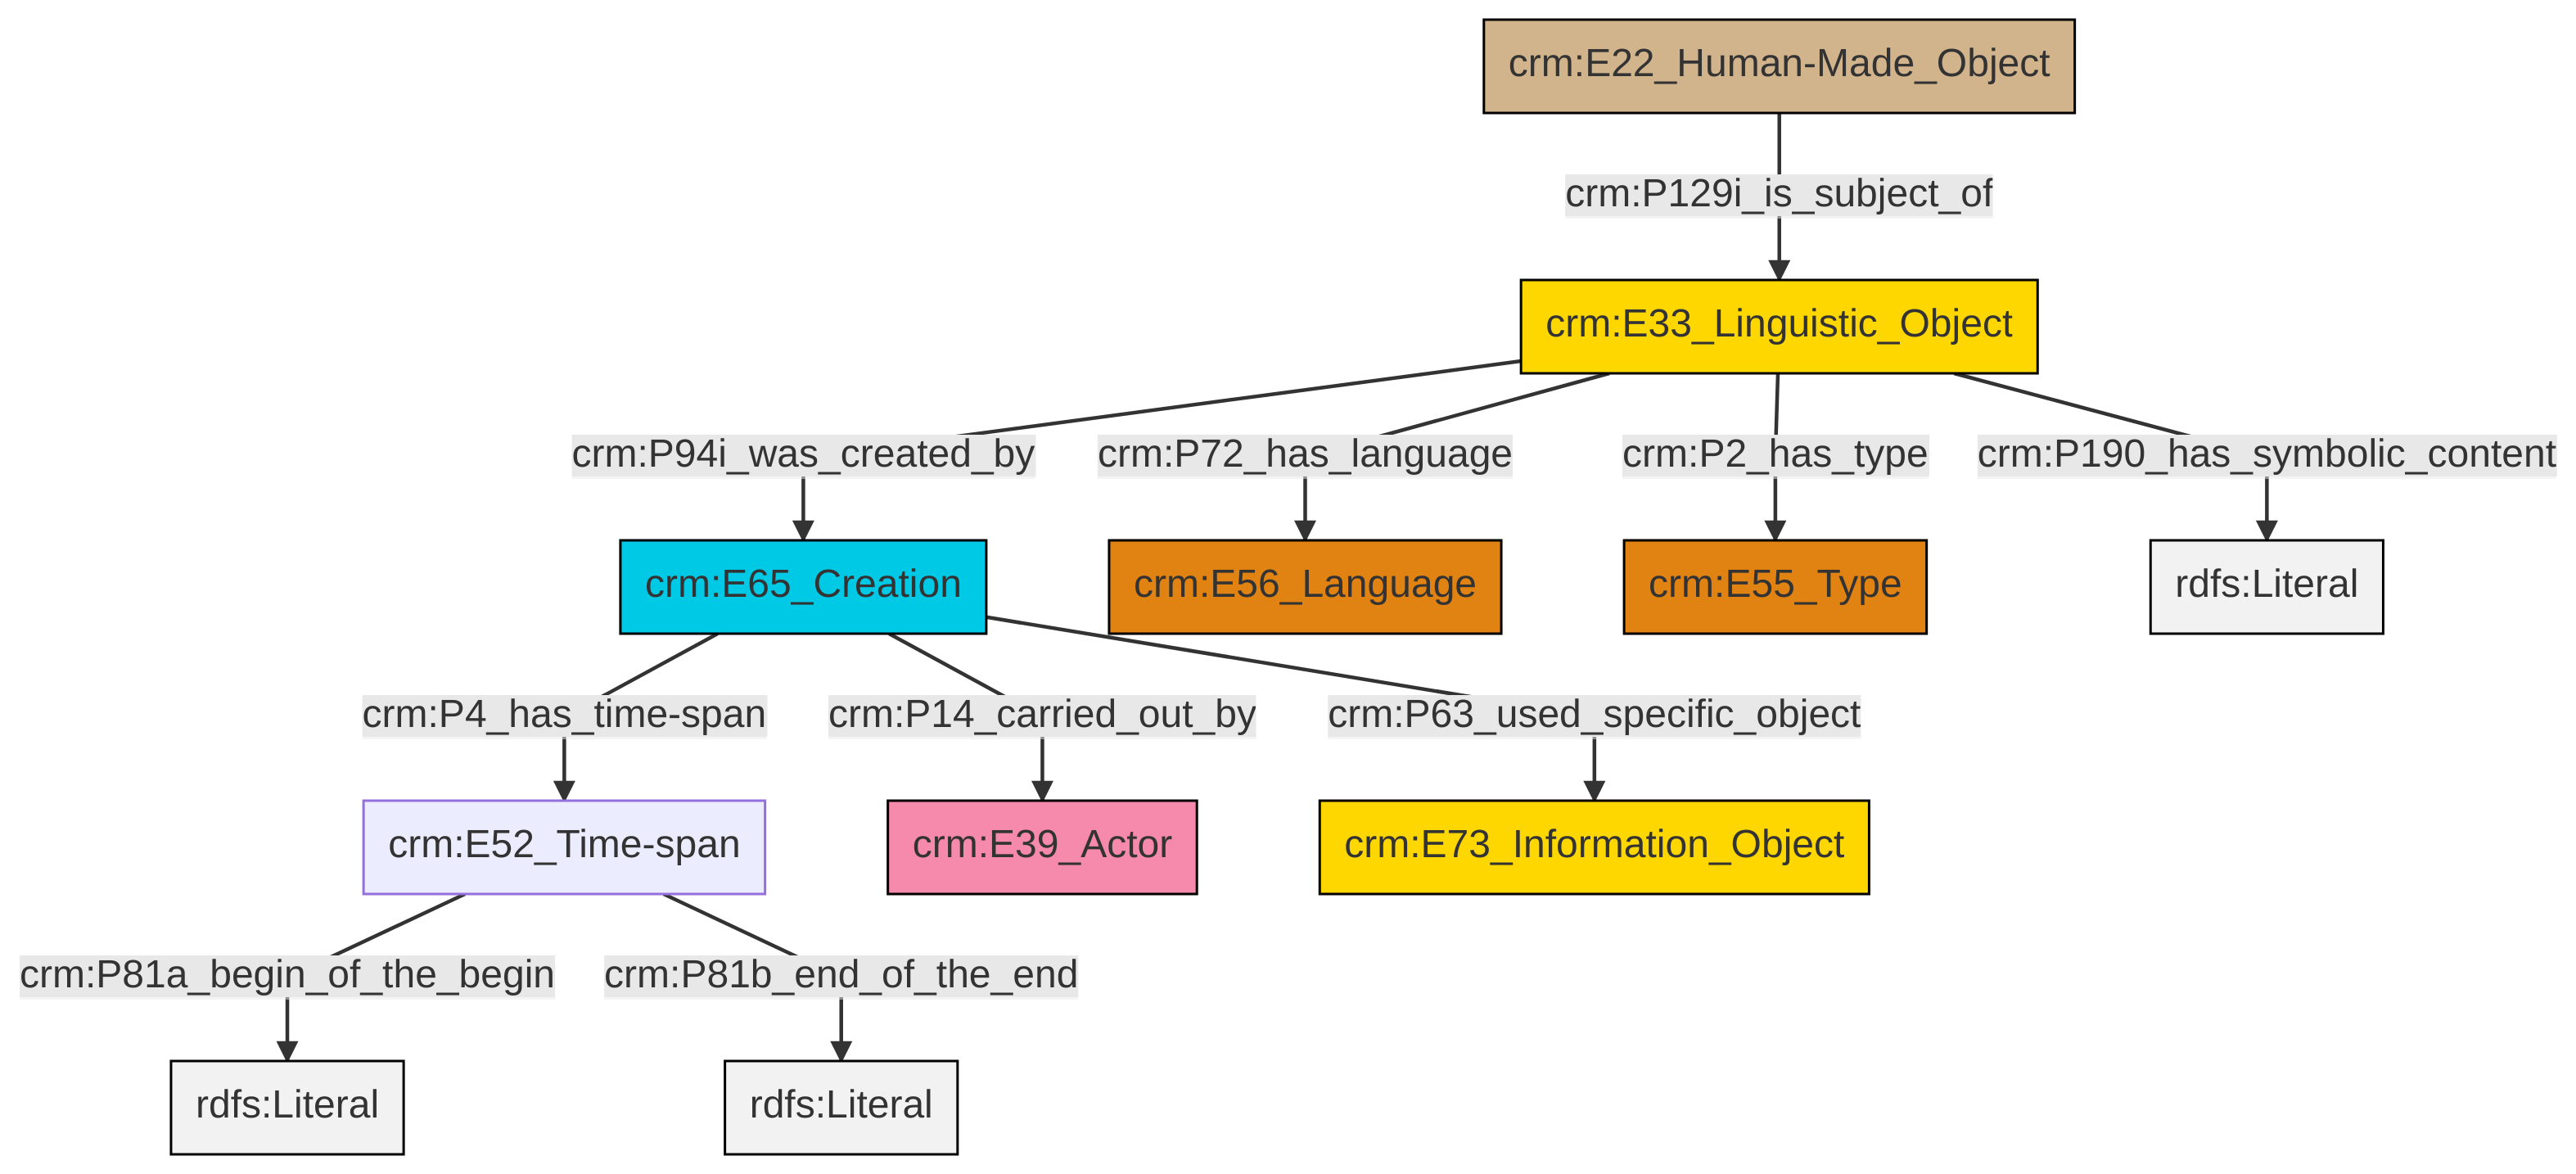 crm:E22_Human-Made_Object
crm:P129i_is_subject_of
crm:E33_Linguistic_Object
crm:P94i_was_created_by
crm:P72_has_language
crm:P2_has_type
crm:P190_has_symbolic_content
crm:E65_Creation
crm:E56_Language
crm:E55_Type
rdfs:Literal
crm:P4_has_time-span
crm:P14_carried_out_by
crm:P63_used_specific_object
crm:E52_Time-span
crm:E39_Actor
crm:E73_Information_Object
crm:P81a_begin_of_the_begin
crm:P81b_end_of_the_end
rdfs:Literal
rdfs:Literal